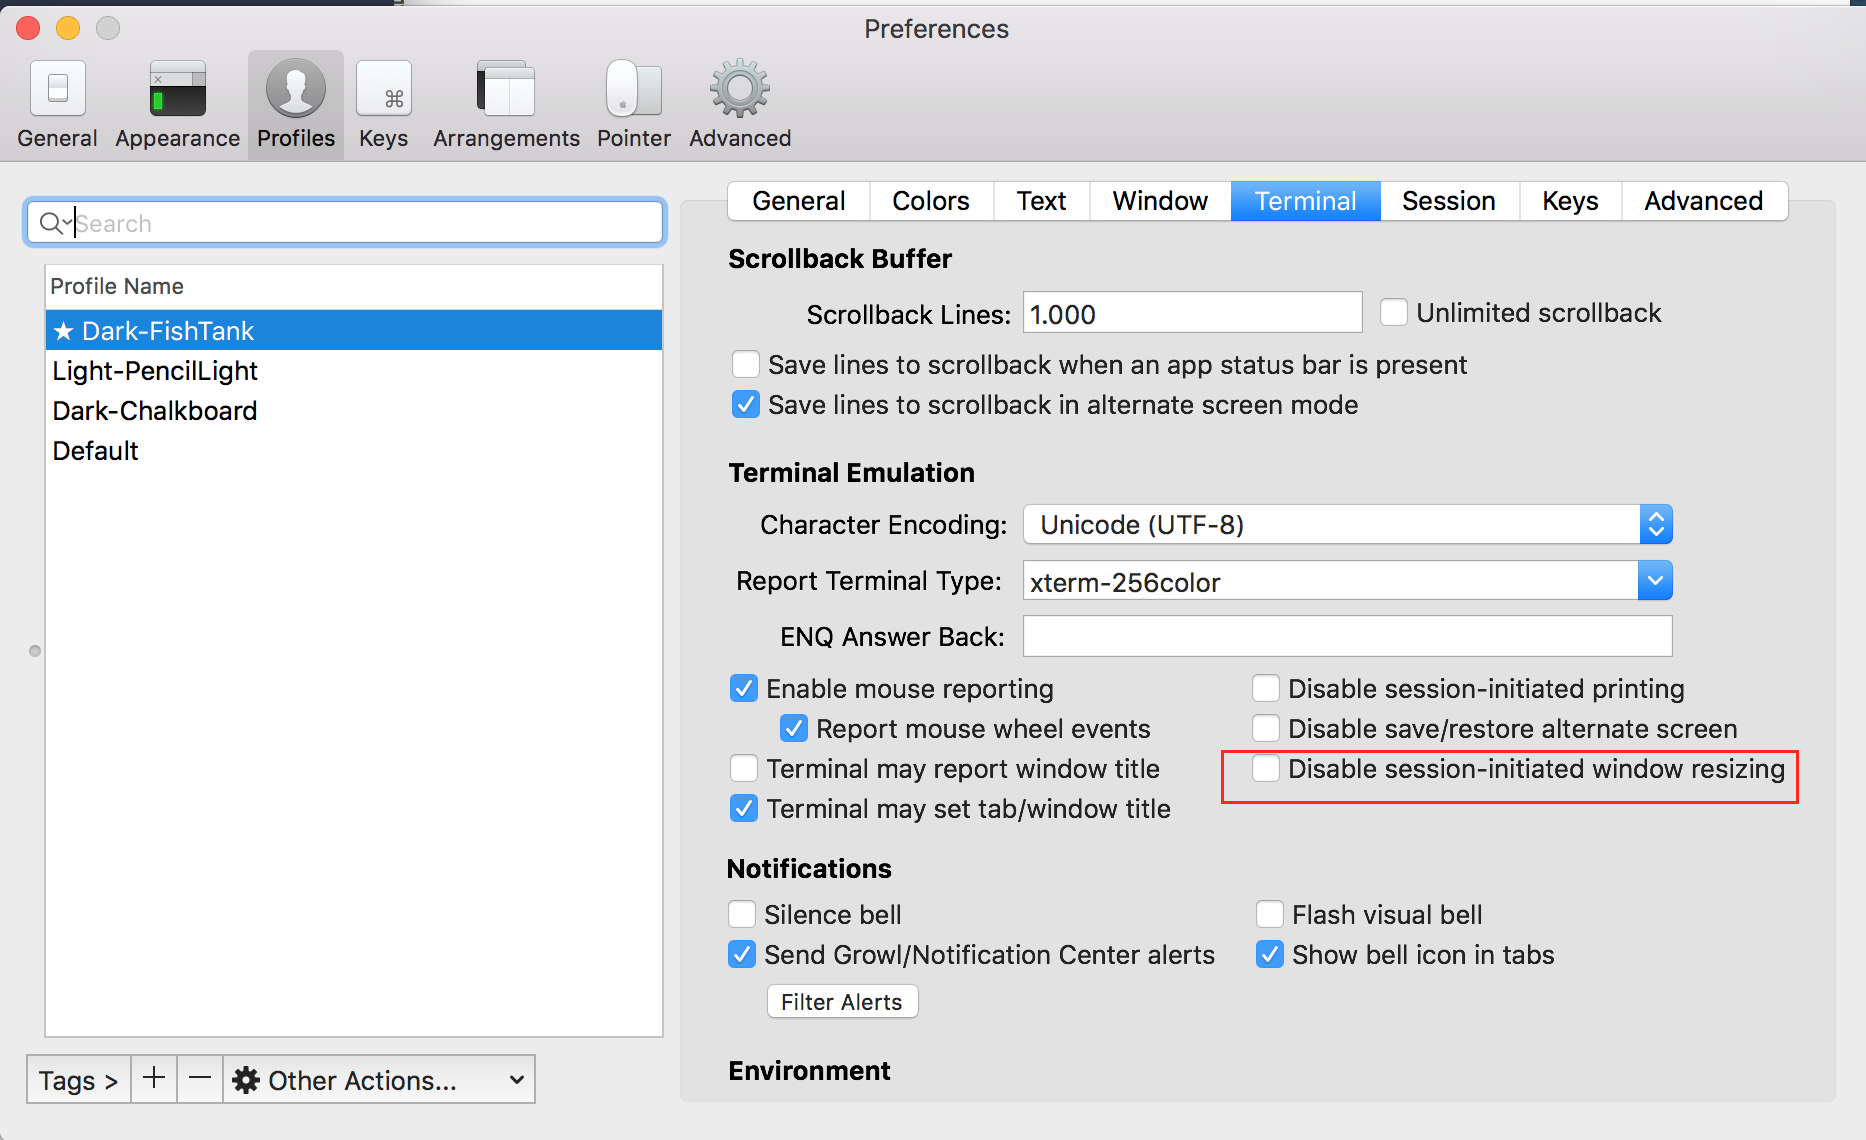 Preferences
General Appearance Profiles Keys Arrangements Pointer Advanced
Search
Profile Name
★ Dark-FishTank
Light-PencilLight
Dark-Chalkboard
Default
Tags > + — Other Actions...
General Colors Text Window Terminal Session Keys Advanced
Scrollback Buffer
Scrollback Lines: 1.000 Unlimited scrollback
Save lines to scrollback when an app status bar is present
Save lines to scrollback in alternate screen mode
Terminal Emulation
Character Encoding: Unicode (UTF-8)
Report Terminal Type: xterm-256color
ENQ Answer Back:
Enable mouse reporting Disable session-initiated printing
Report mouse wheel events Disable save/restore alternate screen
Terminal may report window title Disable session-initiated window resizing
Terminal may set tab/window title
Notifications
Silence bell Flash visual bell
Send Growl/Notification Center alerts Show bell icon in tabs
Filter Alerts
Environment